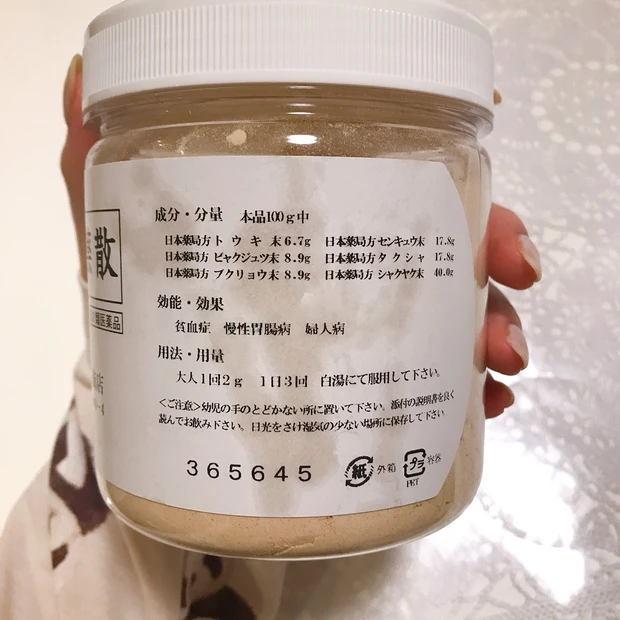 散
類医薬品
店
成分・分量 本品100g中
日本薬局方 トウキ末 6.7g 日本薬局方 センキュウ末 17.8g
日本薬局方 ビャクジュツ末 8.9g 日本薬局方 タクシャ 17.8g
日本薬局方 ブクリョウ末 8.9g 日本薬局方 シャクヤク末 40.0g
効能・効果
貧血症 慢性胃腸病 婦人病
用法・用量
大人1回2g 1日3回 白湯にて服用して下さい。
<ご注意>幼児の手のとどかない所に置いて下さい。添付の説明書を良く
読んでお飲み下さい。日光をさけ湿気の少ない場所に保存して下さい。
365645
紙 外箱 プラ 容器
PET